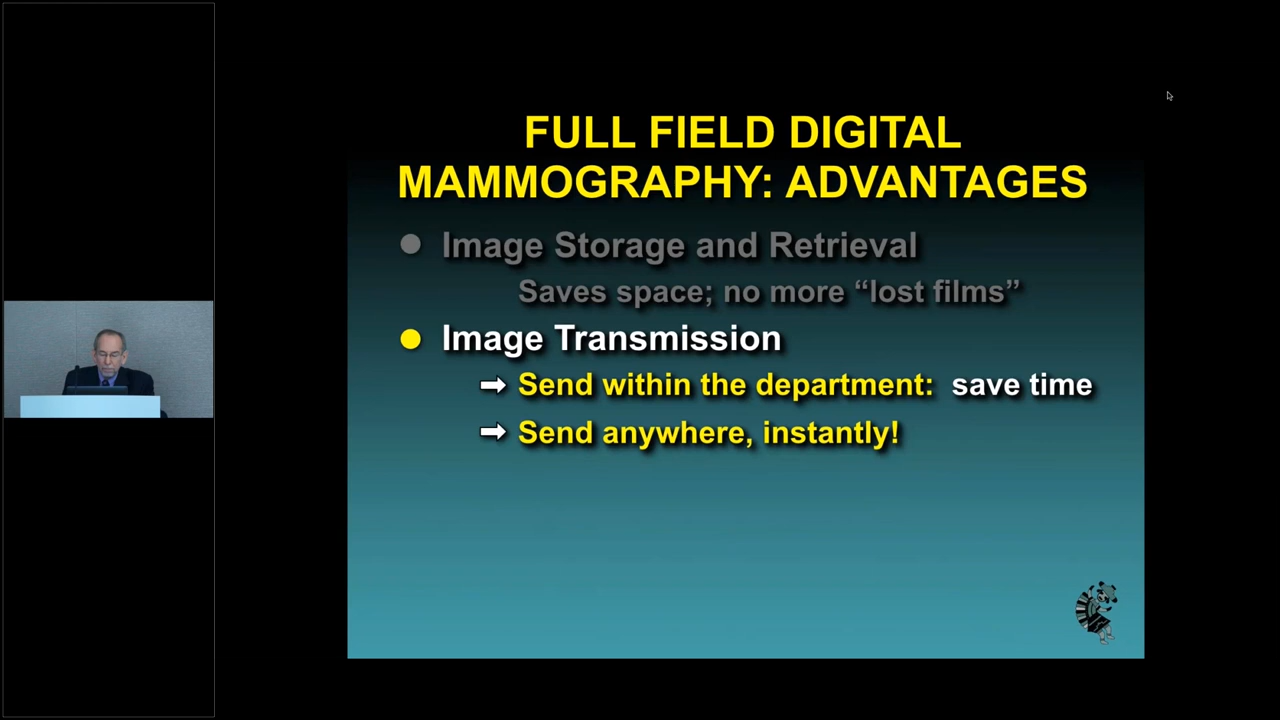 FULL FIELD DIGITAL
MAMMOGRAPHY: ADVANTAGES
Image Storage and Retrieval
Saves space; no more “lost films”
Image Transmission
Send within the department: save time
Send anywhere, instantly!